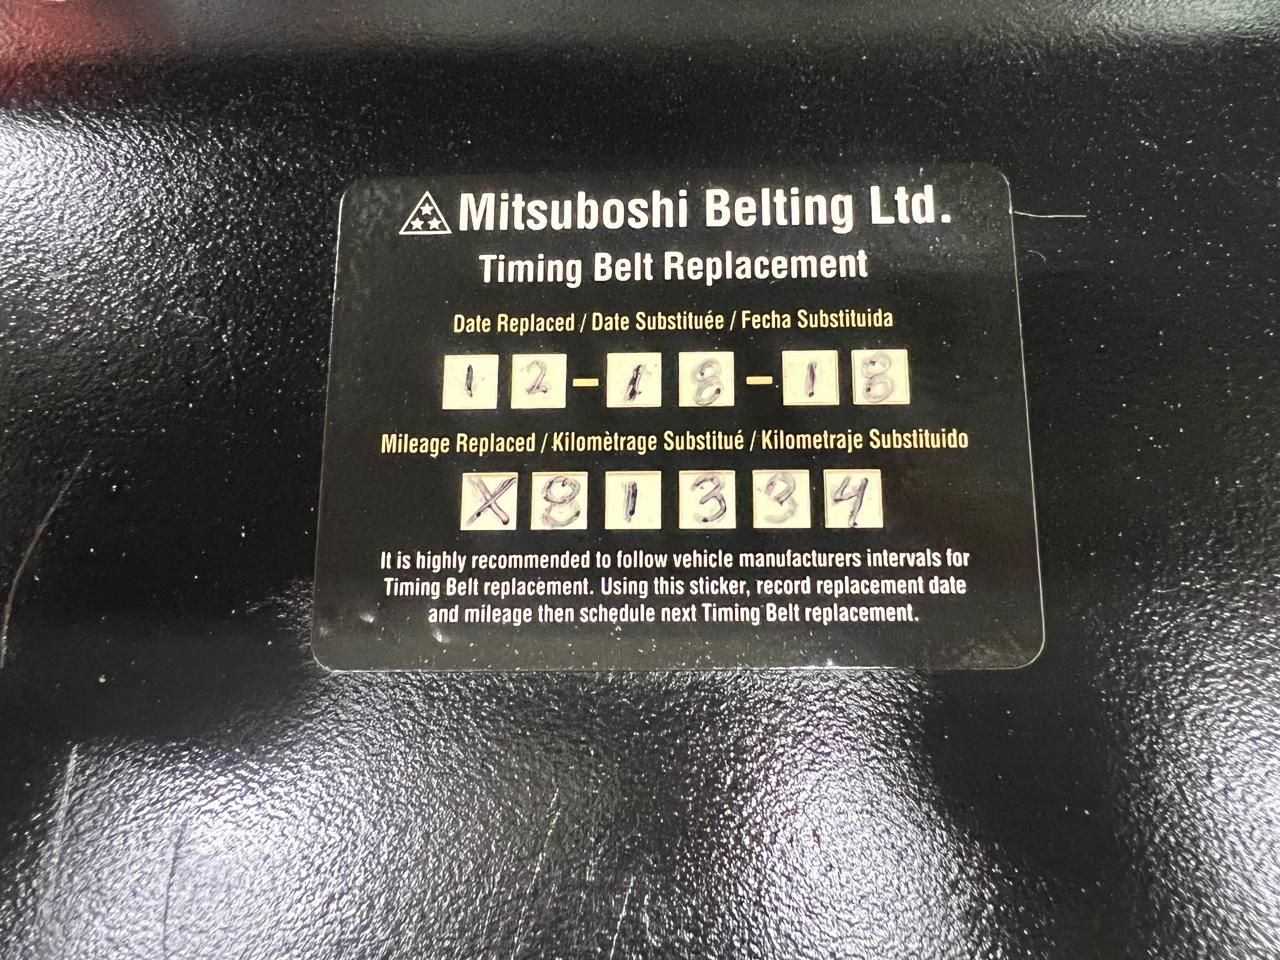 Mitsuboshi Belting Ltd.
Timing Belt Replacement
Date Replaced / Date Substituée / Fecha Substituida
12-18-18
Mileage Replaced / Kilomètrage Substitué / Kilometraje Substituido
X81334
It is highly recommended to follow vehicle manufacturers intervals for
Timing Belt replacement. Using this sticker, record replacement date
and mileage then schedule next Timing Belt replacement.